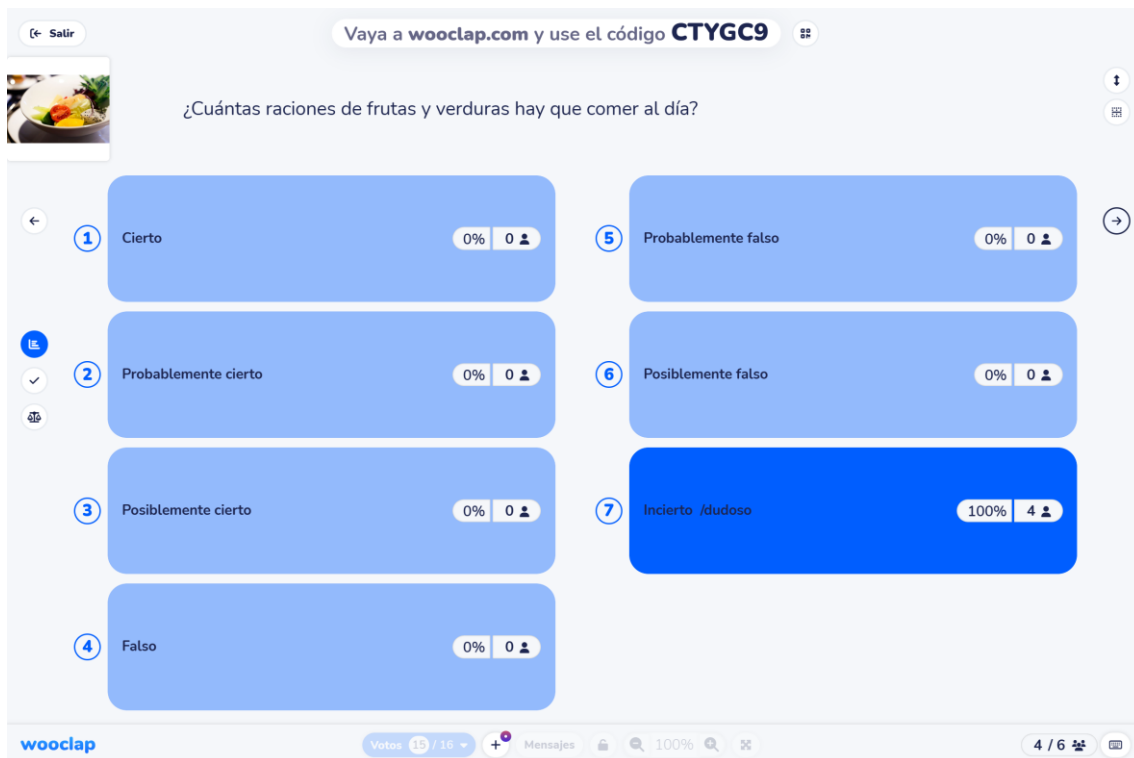 Salir
Vaya a wooclap.com y use el código CTYGC9
¿Cuántas raciones de frutas y verduras hay que comer al día?
1 Cierto 0% 0
2 Probablemente cierto 0% 0
3 Posiblemente cierto 0% 0
4 Falso 0% 0
5 Probablemente falso 0% 0
6 Posiblemente falso 0% 0
7 Incierto /dudoso 100% 4
wooclap
Votos 15 / 16
+
Mensajes
100%
4 / 6